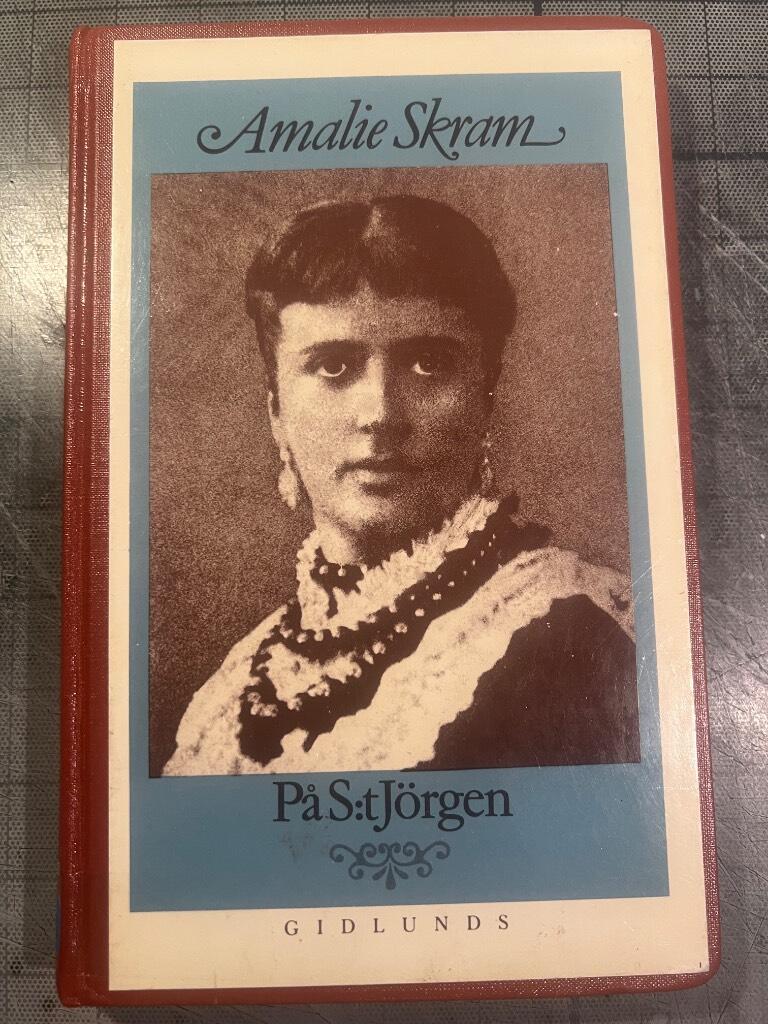 Amalie Skram
På S:t Jörgen
GIDLUNDS